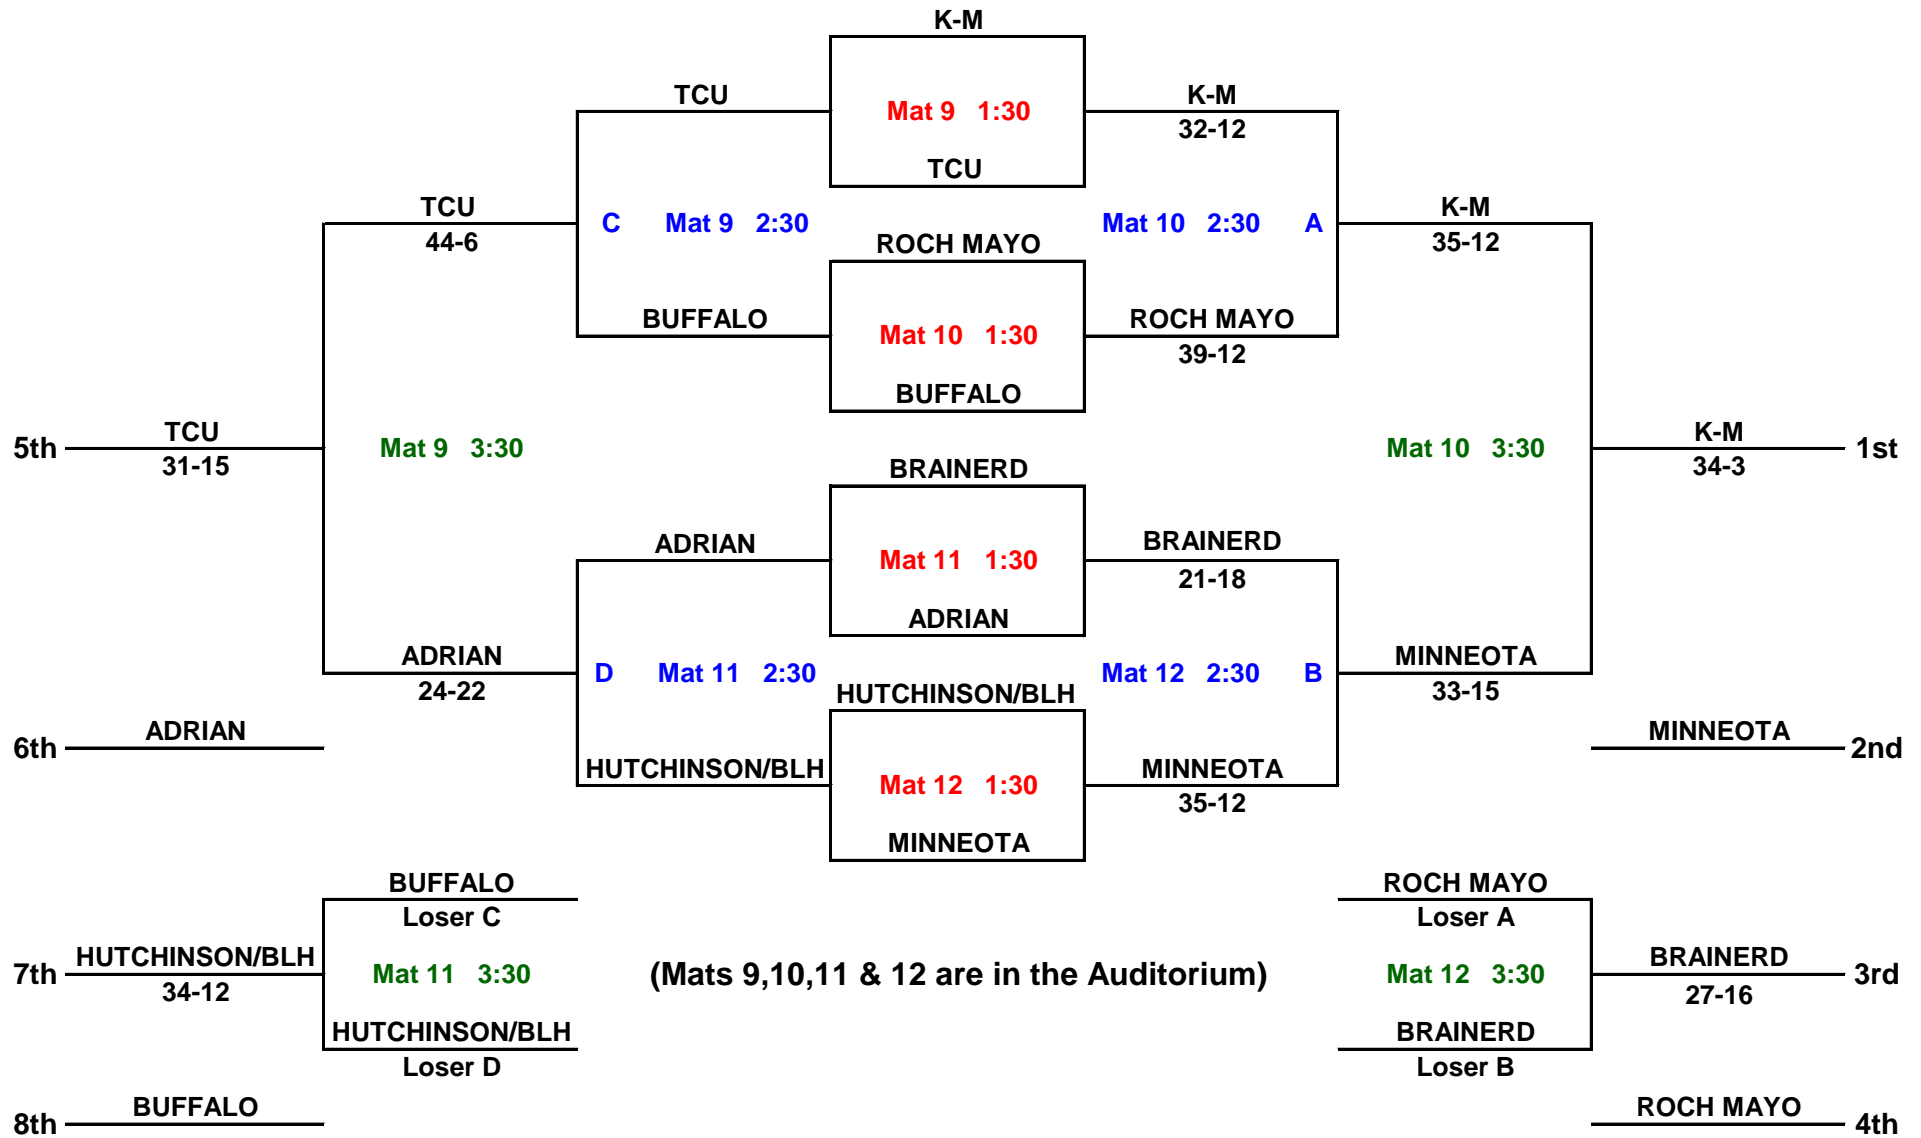 K-M
TCU
K-M
Mat 9 1:30
32-12
TCU
TCU
K-M
44-6
C Mat 9 2:30
Mat 10 2:30 A
35-12
ROCH MAYO
BUFFALO
ROCH MAYO
Mat 10 1:30
39-12
BUFFALO
TCU
K-M
5th
Mat 9 3:30
Mat 10 3:30
1st
31-15
34-3
BRAINERD
ADRIAN
BRAINERD
Mat 11 1:30
21-18
ADRIAN
ADRIAN
MINNEOTA
24-22
D Mat 11 2:30
Mat 12 2:30 B
33-15
HUTCHINSON/BLH
ADRIAN
MINNEOTA
6th
2nd
HUTCHINSON/BLH
MINNEOTA
Mat 12 1:30
35-12
MINNEOTA
BUFFALO
Loser C
ROCH MAYO
Loser A
HUTCHINSON/BLH
BRAINERD
7th
Mat 11 3:30
(Mats 9,10,11 & 12 are in the Auditorium)
Mat 12 3:30
3rd
34-12
27-16
HUTCHINSON/BLH
Loser D
BRAINERD
Loser B
BUFFALO
ROCH MAYO
8th
4th